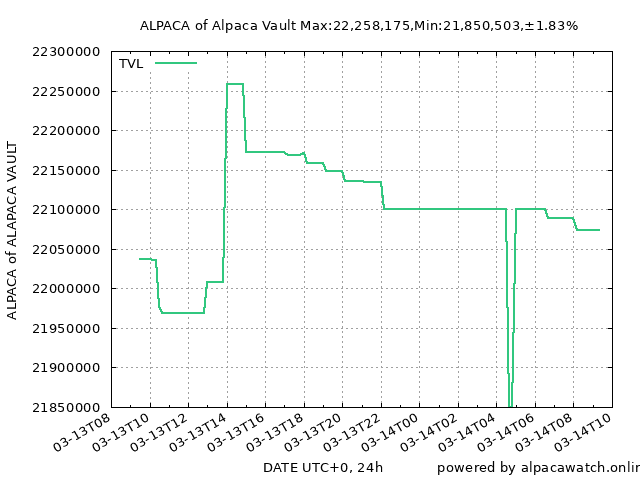 ALPACA of Alpaca Vault Max:22,258,175,Min:21,850,503,±1.83%
TVL
ALPACA of ALAPACA VAULT
22300000
22250000
22200000
22150000
22100000
22050000
22000000
21950000
21900000
21850000
03-13T08
03-13T10
03-13T12
03-13T14
03-13T16
03-13T18
03-13T20
03-13T22
03-14T00
03-14T02
03-14T04
03-14T06
03-14T08
03-14T10
DATE UTC+0, 24h
powered by alpacawatch.onlin